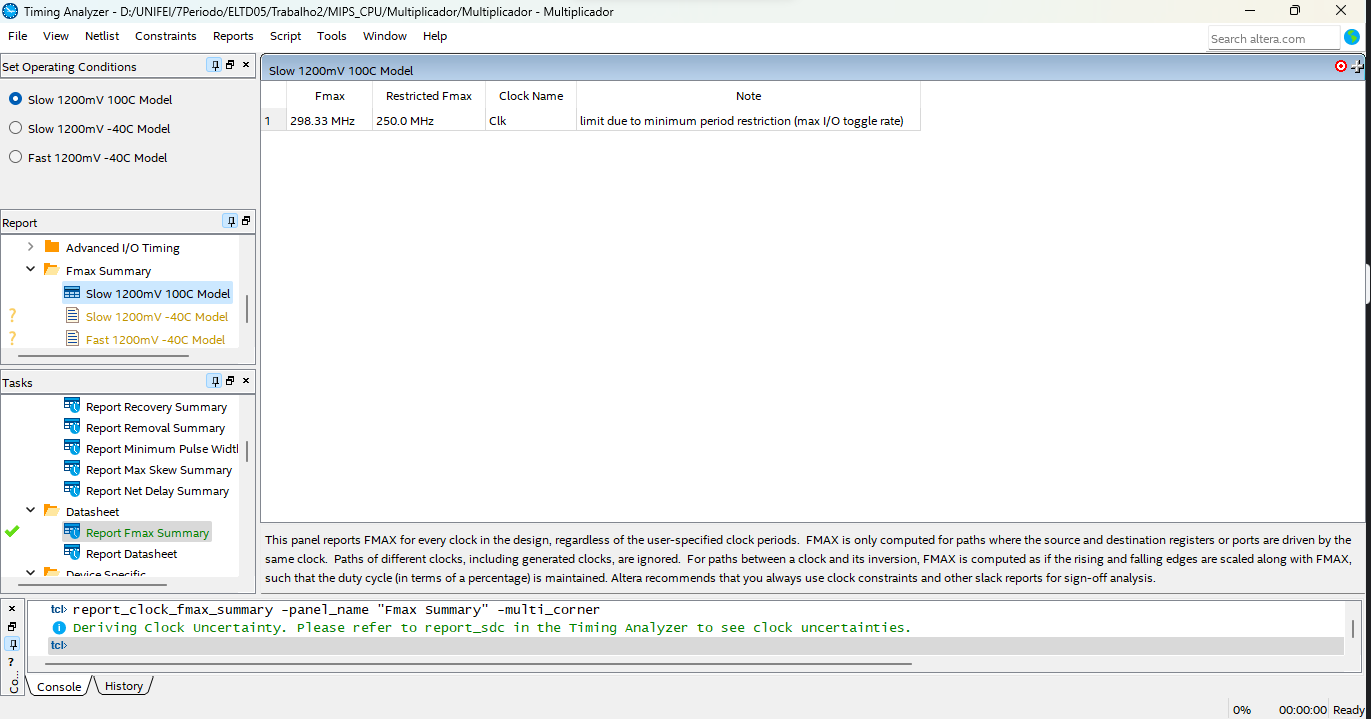 Timing Analyzer - D:/UNIFEI/7Periodo/ELTD05/Trabalho2/MIPS_CPU/Multiplicador/Multiplicador - Multiplicador
File View Netlist Constraints Reports Script Tools Window Help
Search altera.com
Set Operating Conditions
Slow 1200mV 100C Model
Slow 1200mV -40C Model
Fast 1200mV -40C Model
Report
Advanced I/O Timing
Fmax Summary
Slow 1200mV 100C Model
? Slow 1200mV -40C Model
? Fast 1200mV -40C Model
Tasks
Report Recovery Summary
Report Removal Summary
Report Minimum Pulse Widt
Report Max Skew Summary
Report Net Delay Summary
Datasheet
Report Fmax Summary
Report Datasheet
Device Specific
Slow 1200mV 100C Model
Fmax Restricted Fmax Clock Name Note
1 298.33 MHz 250.0 MHz Clk limit due to minimum period restriction (max I/O toggle rate)
This panel reports FMAX for every clock in the design, regardless of the user-specified clock periods. FMAX is only computed for paths where the source and destination registers or ports are driven by the
same clock. Paths of different clocks, including generated clocks, are ignored. For paths between a clock and its inversion, FMAX is computed as if the rising and falling edges are scaled along with FMAX,
such that the duty cycle (in terms of a percentage) is maintained. Altera recommends that you always use clock constraints and other slack reports for sign-off analysis.
tcl> report_clock_fmax_summary -panel_name "Fmax Summary" -multi_corner
Deriving Clock Uncertainty. Please refer to report_sdc in the Timing Analyzer to see clock uncertainties.
tcl>
?
Co...
Console History
0% 00:00:00 Ready